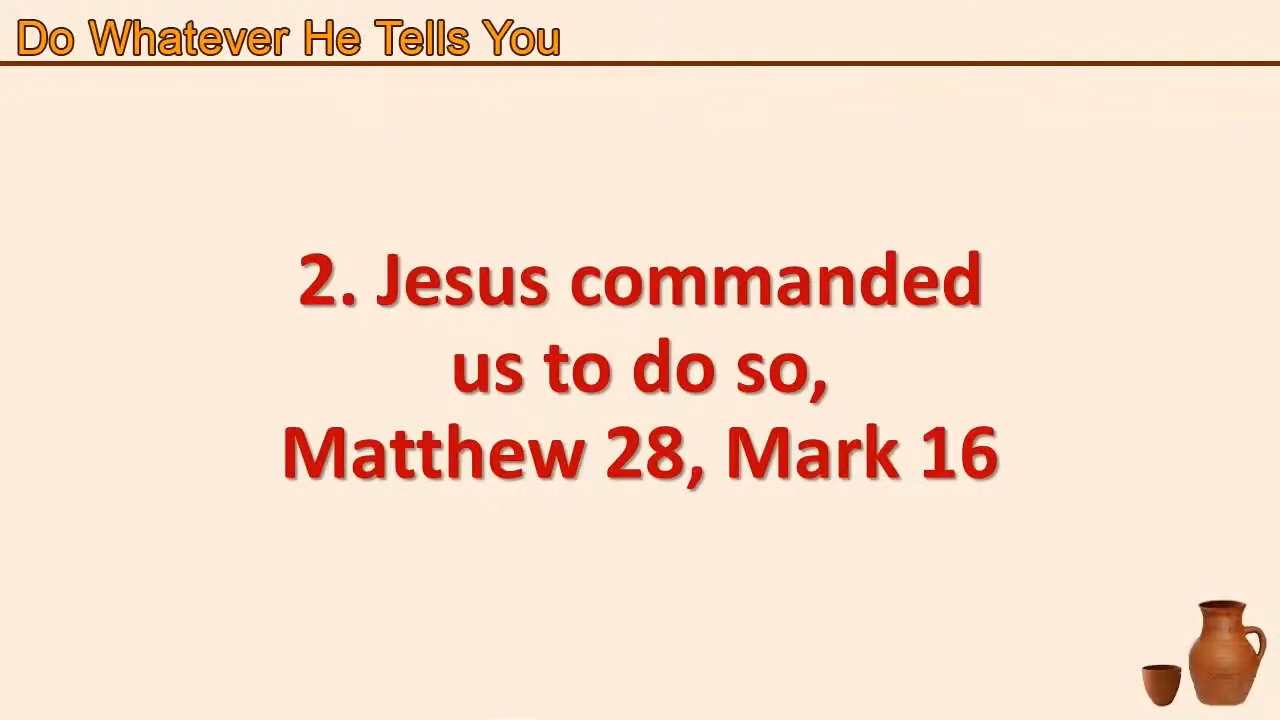 Do Whatever He Tells You
2. Jesus commanded
us to do so,
Matthew 28, Mark 16